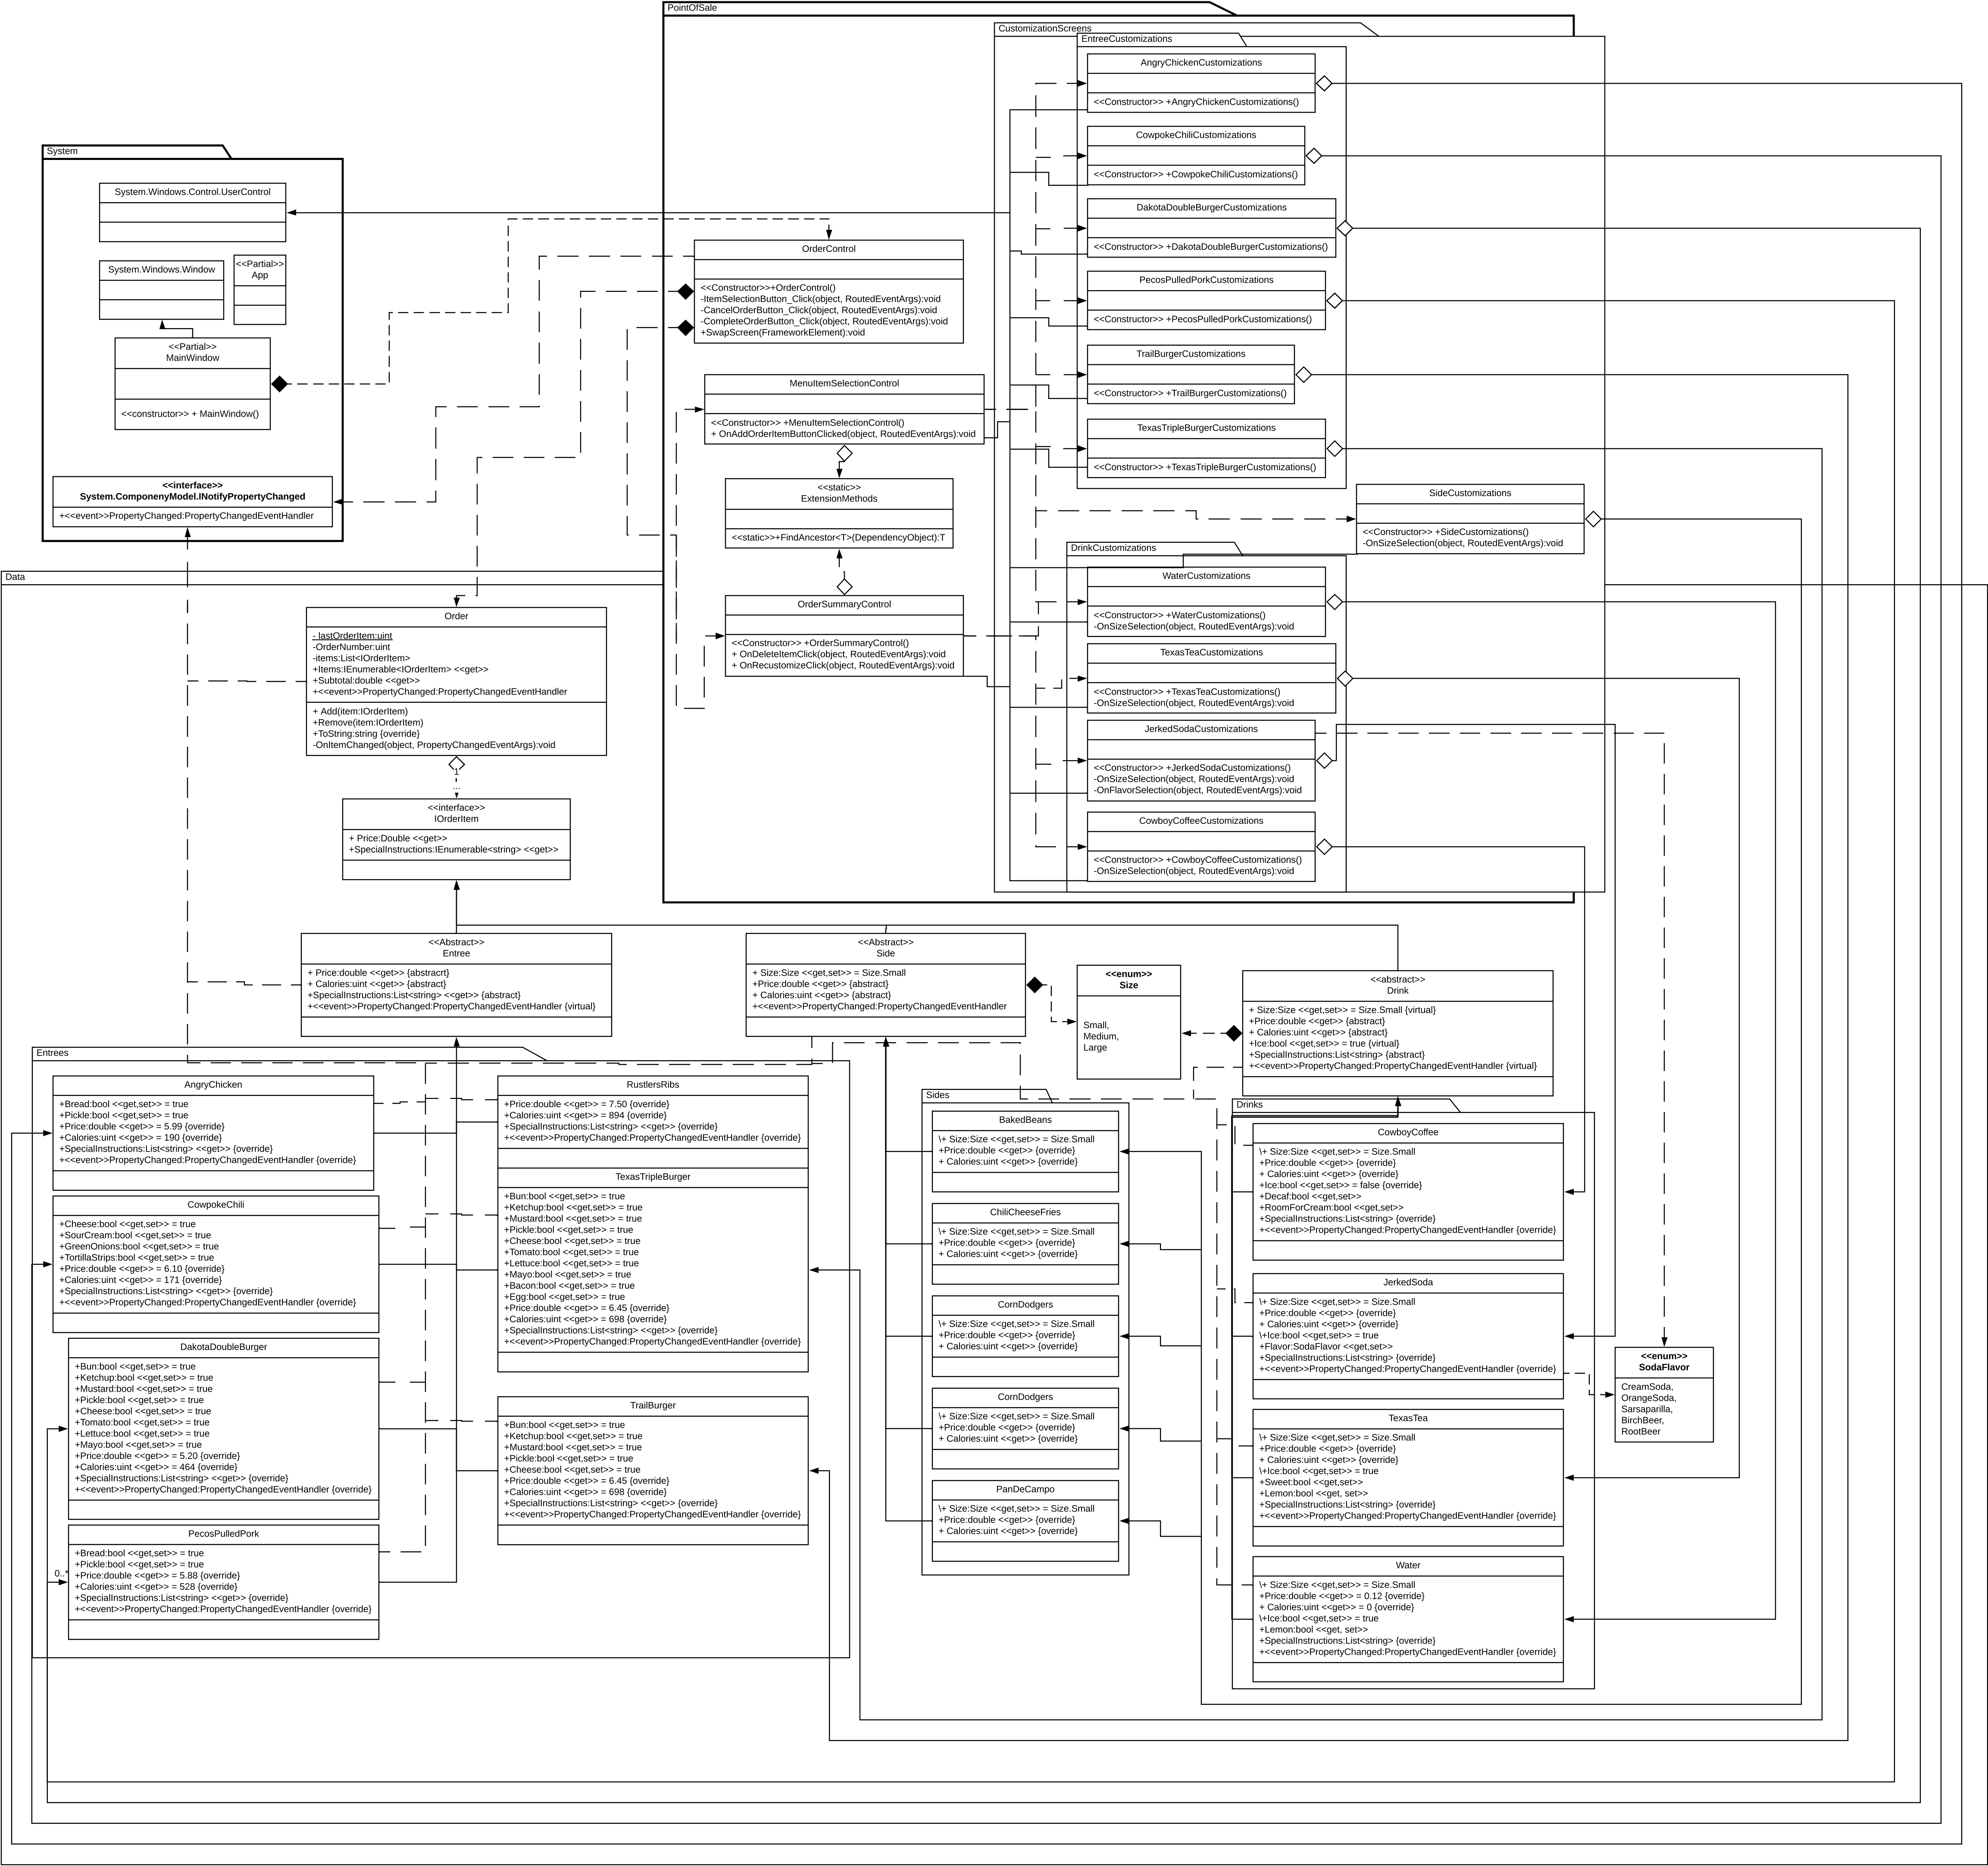 PointOfSale
CustomizationScreens
EntreeCustomizations
AngryChickenCustomizations
<<Constructor>> +AngryChickenCustomizations()
CowpokeChiliCustomizations
<<Constructor>> +CowpokeChiliCustomizations()
DakotaDoubleBurgerCustomizations
<<Constructor>> +DakotaDoubleBurgerCustomizations()
PecosPulledPorkCustomizations
<<Constructor>> +PecosPulledPorkCustomizations()
TrailBurgerCustomizations
<<Constructor>> +TrailBurgerCustomizations()
TexasTripleBurgerCustomizations
<<Constructor>> +TexasTripleBurgerCustomizations()
SideCustomizations
<<Constructor>> +SideCustomizations()
-OnSizeSelection(object, RoutedEventArgs):void
DrinkCustomizations
WaterCustomizations
<<Constructor>> +WaterCustomizations()
-OnSizeSelection(object, RoutedEventArgs):void
TexasTeaCustomizations
<<Constructor>> +TexasTeaCustomizations()
-OnSizeSelection(object, RoutedEventArgs):void
JerkedSodaCustomizations
<<Constructor>> +JerkedSodaCustomizations()
-OnSizeSelection(object, RoutedEventArgs):void
-OnFlavorSelection(object, RoutedEventArgs):void
CowboyCoffeeCustomizations
<<Constructor>> +CowboyCoffeeCustomizations()
-OnSizeSelection(object, RoutedEventArgs):void
System
System.Windows.Control.UserControl
System.Windows.Window
<<Partial>>
App
<<Partial>>
MainWindow
<<constructor>> + MainWindow()
<<interface>>
System.ComponenyModel.INotifyPropertyChanged
+<<event>>PropertyChanged:PropertyChangedEventHandler
OrderControl
<<Constructor>>+OrderControl()
-ItemSelectionButton_Click(object, RoutedEventArgs):void
-CancelOrderButton_Click(object, RoutedEventArgs):void
-CompleteOrderButton_Click(object, RoutedEventArgs):void
+SwapScreen(FrameworkElement):void
MenuItemSelectionControl
<<Constructor>> +MenuItemSelectionControl()
+ OnAddOrderItemButtonClicked(object, RoutedEventArgs):void
<<static>>
ExtensionMethods
<<static>>+FindAncestor<T>(DependencyObject):T
OrderSummaryControl
<<Constructor>> +OrderSummaryControl()
+ OnDeleteItemClick(object, RoutedEventArgs):void
+ OnRecustomizeClick(object, RoutedEventArgs):void
Data
Order
- lastOrderItem:uint
-OrderNumber:uint
-items:List<IOrderItem>
+Items:IEnumerable<IOrderItem> <<get>>
+Subtotal:double <<get>>
+<<event>>PropertyChanged:PropertyChangedEventHandler
+ Add(item:IOrderItem)
+Remove(item:IOrderItem)
+ToString:string {override}
-OnItemChanged(object, PropertyChangedEventArgs):void
1
...
<<interface>>
IOrderItem
+ Price:Double <<get>>
+SpecialInstructions:IEnumerable<string> <<get>>
<<Abstract>>
Entree
+ Price:double <<get>> {abstracrt}
+ Calories:uint <<get>> {abstract}
+SpecialInstructions:List<string> <<get>> {abstract}
+<<event>>PropertyChanged:PropertyChangedEventHandler {virtual}
<<Abstract>>
Side
+ Size:Size <<get,set>> = Size.Small
+Price:double <<get>> {abstract}
+ Calories:uint <<get>> {abstract}
+<<event>>PropertyChanged:PropertyChangedEventHandler
<<enum>>
Size
Small,
Medium,
Large
<<abstract>>
Drink
+ Size:Size <<get,set>> = Size.Small {virtual}
+Price:double <<get>> {abstract}
+ Calories:uint <<get>> {abstract}
+Ice:bool <<get,set>> = true {virtual}
+SpecialInstructions:List<string> {abstract}
+<<event>>PropertyChanged:PropertyChangedEventHandler {virtual}
Entrees
AngryChicken
+Bread:bool <<get,set>> = true
+Pickle:bool <<get,set>> = true
+Price:double <<get>> = 5.99 {override}
+Calories:uint <<get>> = 190 {override}
+SpecialInstructions:List<string> <<get>> {override}
+<<event>>PropertyChanged:PropertyChangedEventHandler {override}
CowpokeChili
+Cheese:bool <<get,set>> = true
+SourCream:bool <<get,set>> = true
+GreenOnions:bool <<get,set>> = true
+TortillaStrips:bool <<get,set>> = true
+Price:double <<get>> = 6.10 {override}
+Calories:uint <<get>> = 171 {override}
+SpecialInstructions:List<string> <<get>> {override}
+<<event>>PropertyChanged:PropertyChangedEventHandler {override}
DakotaDoubleBurger
+Bun:bool <<get,set>> = true
+Ketchup:bool <<get,set>> = true
+Mustard:bool <<get,set>> = true
+Pickle:bool <<get,set>> = true
+Cheese:bool <<get,set>> = true
+Tomato:bool <<get,set>> = true
+Lettuce:bool <<get,set>> = true
+Mayo:bool <<get,set>> = true
+Price:double <<get>> = 5.20 {override}
+Calories:uint <<get>> = 464 {override}
+SpecialInstructions:List<string> <<get>> {override}
+<<event>>PropertyChanged:PropertyChangedEventHandler {override}
PecosPulledPork
+Bread:bool <<get,set>> = true
+Pickle:bool <<get,set>> = true
+Price:double <<get>> = 5.88 {override}
+Calories:uint <<get>> = 528 {override}
+SpecialInstructions:List<string> <<get>> {override}
+<<event>>PropertyChanged:PropertyChangedEventHandler {override}
0..*
RustlersRibs
+Price:double <<get>> = 7.50 {override}
+Calories:uint <<get>> = 894 {override}
+SpecialInstructions:List<string> <<get>> {override}
+<<event>>PropertyChanged:PropertyChangedEventHandler {override}
TexasTripleBurger
+Bun:bool <<get,set>> = true
+Ketchup:bool <<get,set>> = true
+Mustard:bool <<get,set>> = true
+Pickle:bool <<get,set>> = true
+Cheese:bool <<get,set>> = true
+Tomato:bool <<get,set>> = true
+Lettuce:bool <<get,set>> = true
+Mayo:bool <<get,set>> = true
+Bacon:bool <<get,set>> = true
+Egg:bool <<get,set>> = true
+Price:double <<get>> = 6.45 {override}
+Calories:uint <<get>> = 698 {override}
+SpecialInstructions:List<string> <<get>> {override}
+<<event>>PropertyChanged:PropertyChangedEventHandler {override}
TrailBurger
+Bun:bool <<get,set>> = true
+Ketchup:bool <<get,set>> = true
+Mustard:bool <<get,set>> = true
+Pickle:bool <<get,set>> = true
+Cheese:bool <<get,set>> = true
+Price:double <<get>> = 6.45 {override}
+Calories:uint <<get>> = 698 {override}
+SpecialInstructions:List<string> <<get>> {override}
+<<event>>PropertyChanged:PropertyChangedEventHandler {override}
Sides
BakedBeans
\+ Size:Size <<get,set>> = Size.Small
+Price:double <<get>> {override}
+ Calories:uint <<get>> {override}
ChiliCheeseFries
\+ Size:Size <<get,set>> = Size.Small
+Price:double <<get>> {override}
+ Calories:uint <<get>> {override}
CornDodgers
\+ Size:Size <<get,set>> = Size.Small
+Price:double <<get>> {override}
+ Calories:uint <<get>> {override}
CornDodgers
\+ Size:Size <<get,set>> = Size.Small
+Price:double <<get>> {override}
+ Calories:uint <<get>> {override}
PanDeCampo
\+ Size:Size <<get,set>> = Size.Small
+Price:double <<get>> {override}
+ Calories:uint <<get>> {override}
Drinks
CowboyCoffee
\+ Size:Size <<get,set>> = Size.Small
+Price:double <<get>> {override}
+ Calories:uint <<get>> {override}
+Ice:bool <<get,set>> = false {override}
+Decaf:bool <<get,set>>
+RoomForCream:bool <<get,set>>
+SpecialInstructions:List<string> {override}
+<<event>>PropertyChanged:PropertyChangedEventHandler {override}
JerkedSoda
\+ Size:Size <<get,set>> = Size.Small
+Price:double <<get>> {override}
+ Calories:uint <<get>> {override}
\+Ice:bool <<get,set>> = true
+Flavor:SodaFlavor <<get,set>>
+SpecialInstructions:List<string> {override}
+<<event>>PropertyChanged:PropertyChangedEventHandler {override}
TexasTea
\+ Size:Size <<get,set>> = Size.Small
+Price:double <<get>> {override}
+ Calories:uint <<get>> {override}
\+Ice:bool <<get,set>> = true
+Sweet:bool <<get,set>>
+Lemon:bool <<get, set>>
+SpecialInstructions:List<string> {override}
+<<event>>PropertyChanged:PropertyChangedEventHandler {override}
Water
\+ Size:Size <<get,set>> = Size.Small
+Price:double <<get>> = 0.12 {override}
+ Calories:uint <<get>> = 0 {override}
\+Ice:bool <<get,set>> = true
+Lemon:bool <<get, set>>
+SpecialInstructions:List<string> {override}
+<<event>>PropertyChanged:PropertyChangedEventHandler {override}
<<enum>>
SodaFlavor
CreamSoda,
OrangeSoda,
Sarsaparilla,
BirchBeer,
RootBeer